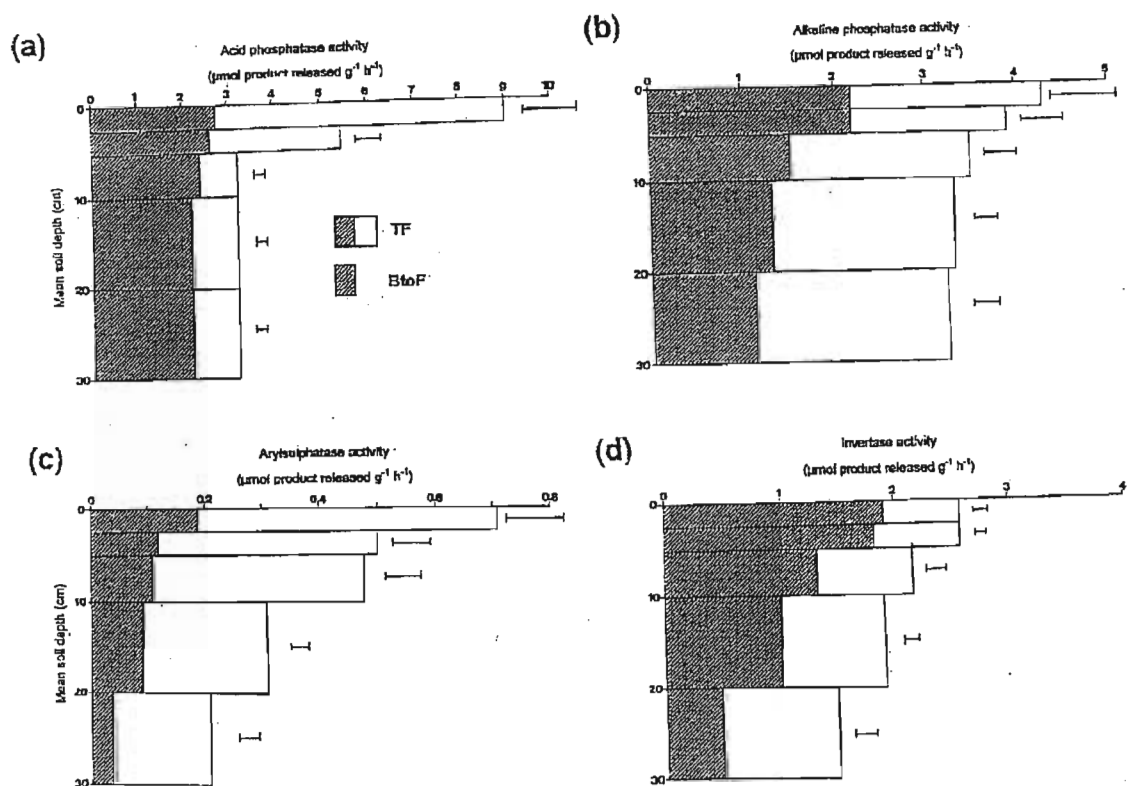 (a)
Acid phosphatase activity
(μmol product released g⁻¹ h⁻¹)
0 1 2 3 4 5 6 7 8 9 10
0
10
20
30
Mean soil depth (cm)
TF
BtoF
(b)
Alkaline phosphatase activity
(μmol product released g⁻¹ h⁻¹)
0 1 2 3 4 5
0
10
20
30
(c)
Arylsulphatase activity
(μmol product released g⁻¹ h⁻¹)
0 0,2 0,4 0,6 0,8
0
10
20
30
Mean soil depth (cm)
(d)
Invertase activity
(μmol product released g⁻¹ h⁻¹)
0 1 2 3 4
0
10
20
30